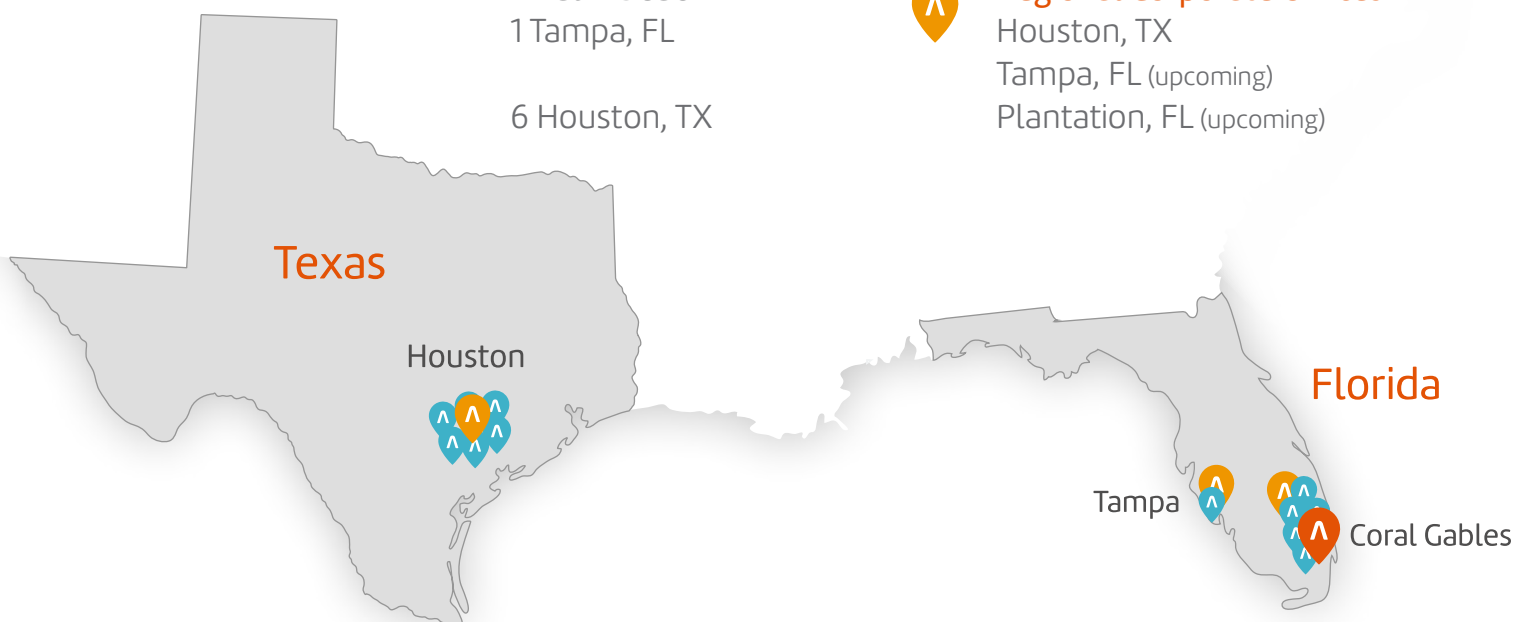 1 Tampa, FL
6 Houston, TX
Houston, TX
Tampa, FL (upcoming)
Plantation, FL (upcoming)
Texas
Houston
Florida
Tampa
Coral Gables